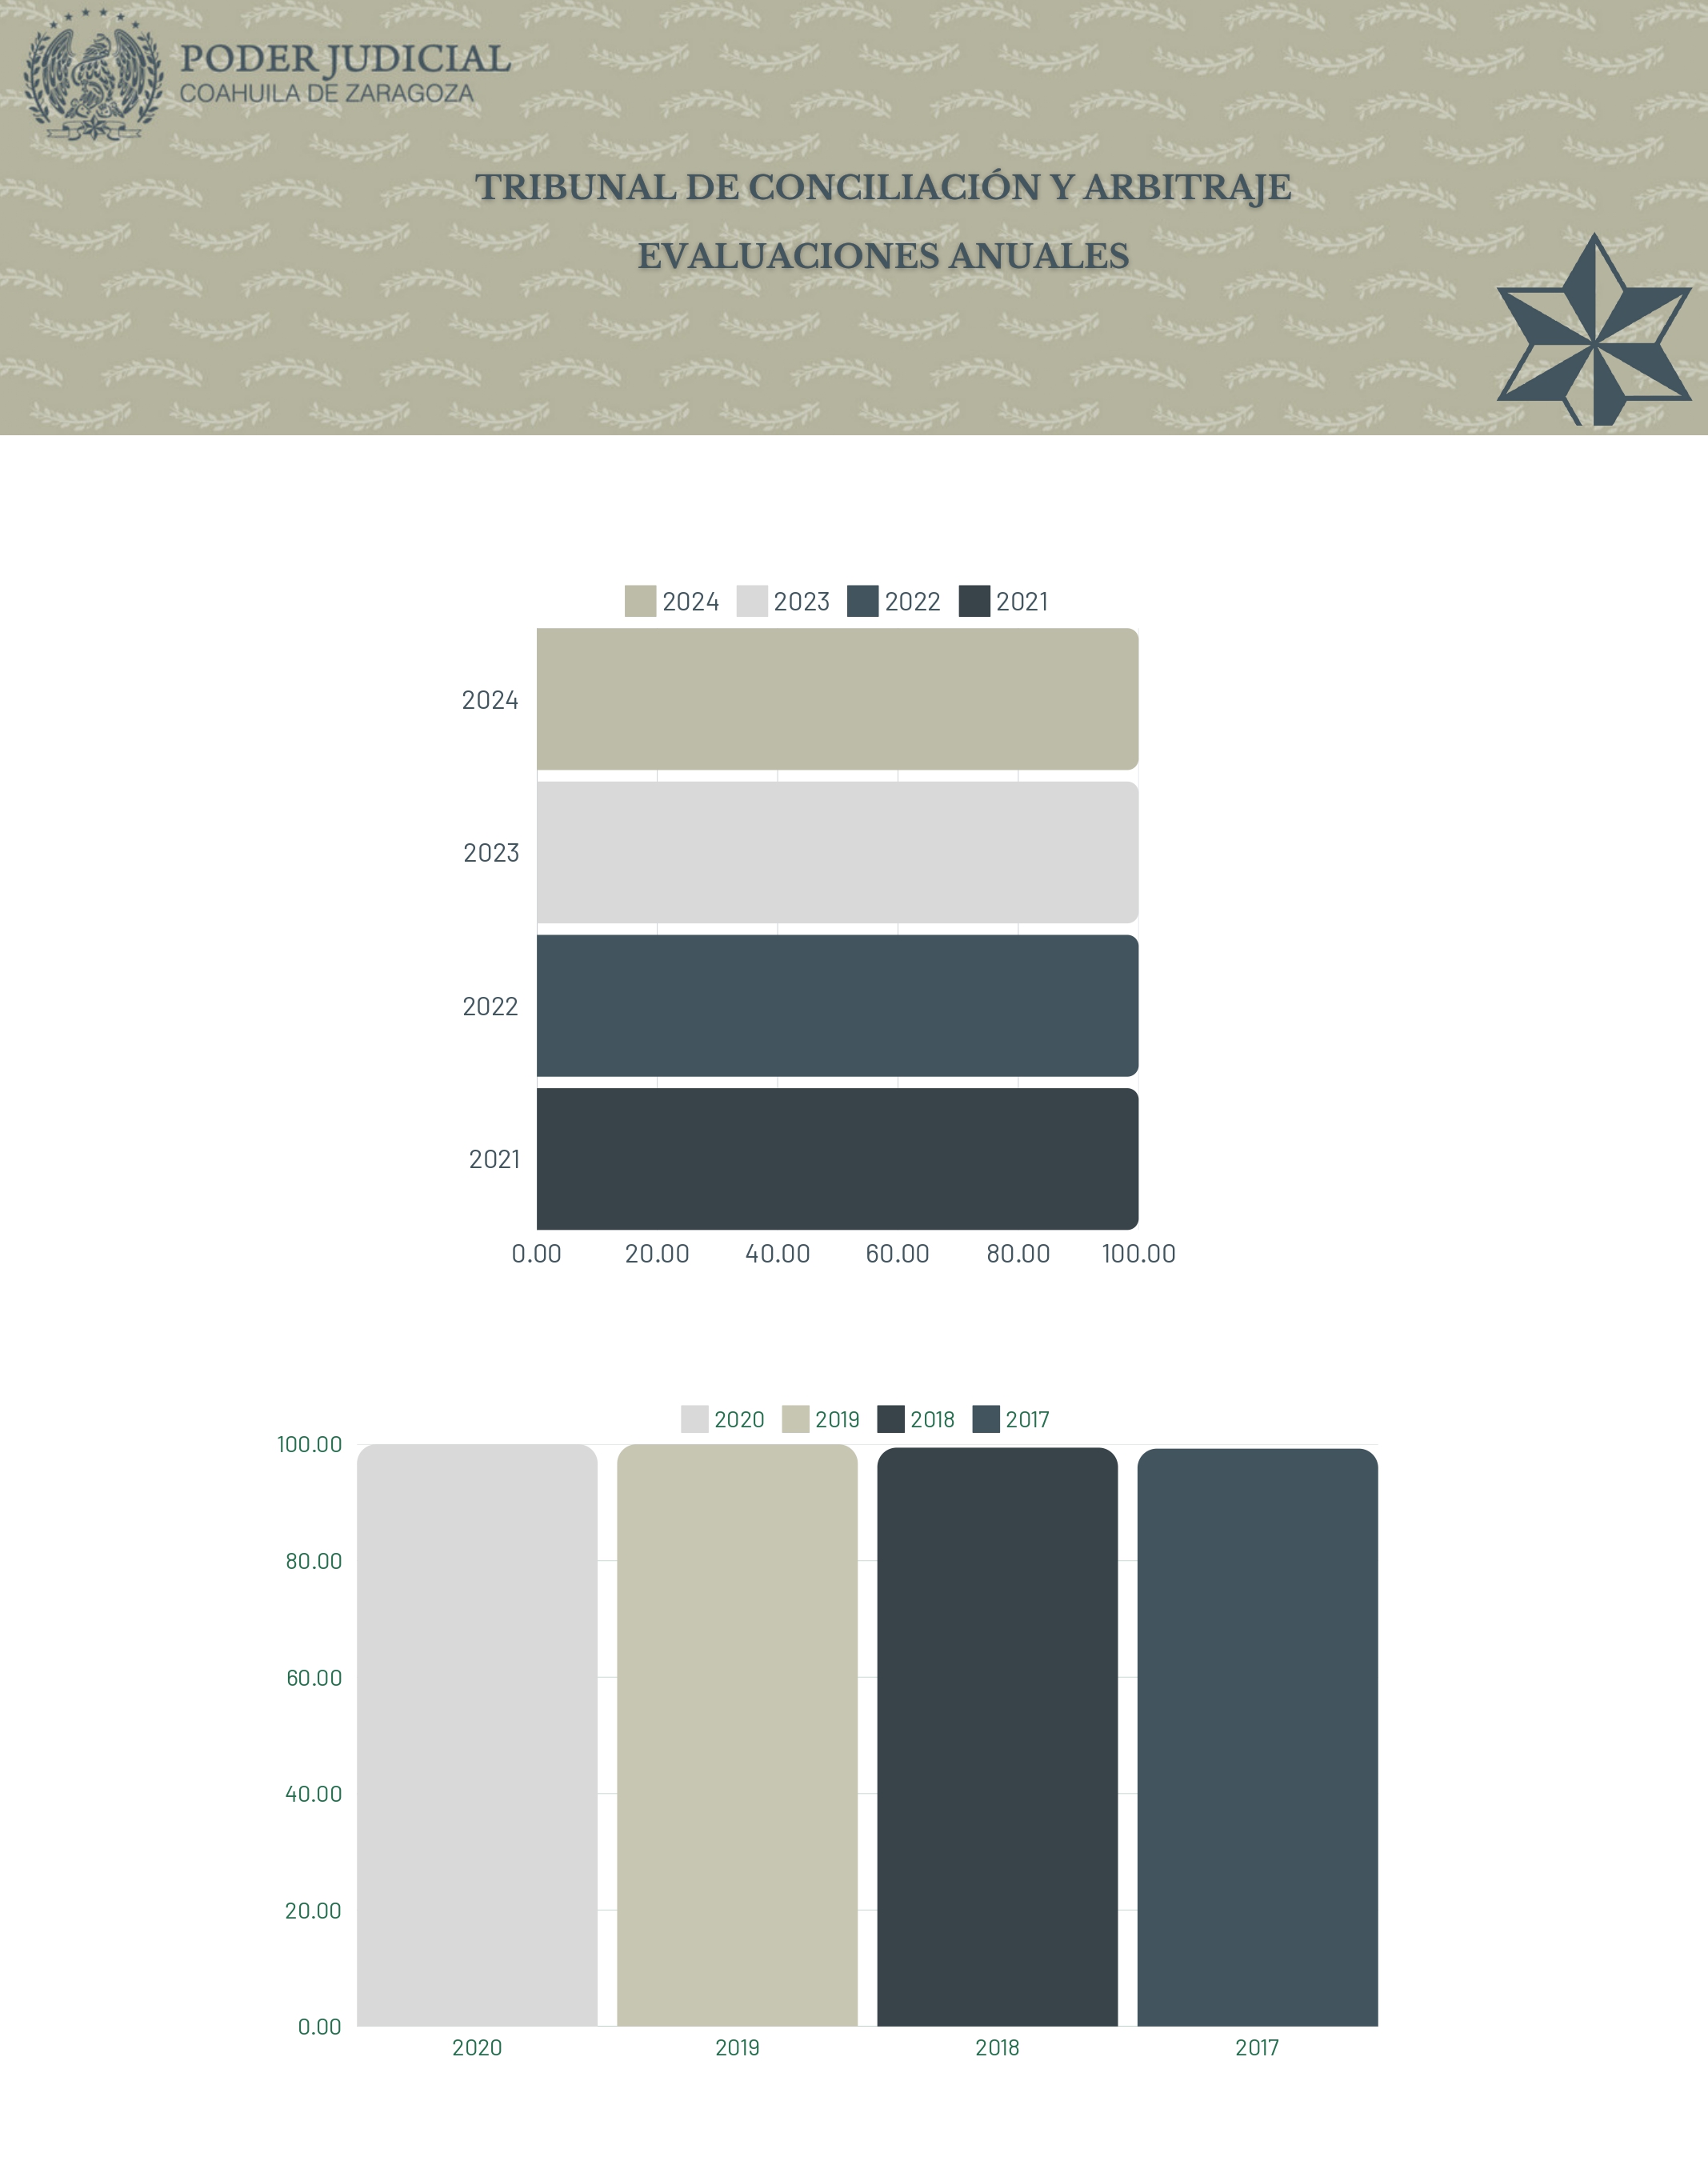 PODER JUDICIAL
COAHUILA DE ZARAGOZA
TRIBUNAL DE CONCILIACIÓN Y ARBITRAJE
EVALUACIONES ANUALES
2024 2023 2022 2021
2024
2023
2022
2021
0.00 20.00 40.00 60.00 80.00 100.00
2020 2019 2018 2017
100.00
80.00
60.00
40.00
20.00
0.00
2020 2019 2018 2017